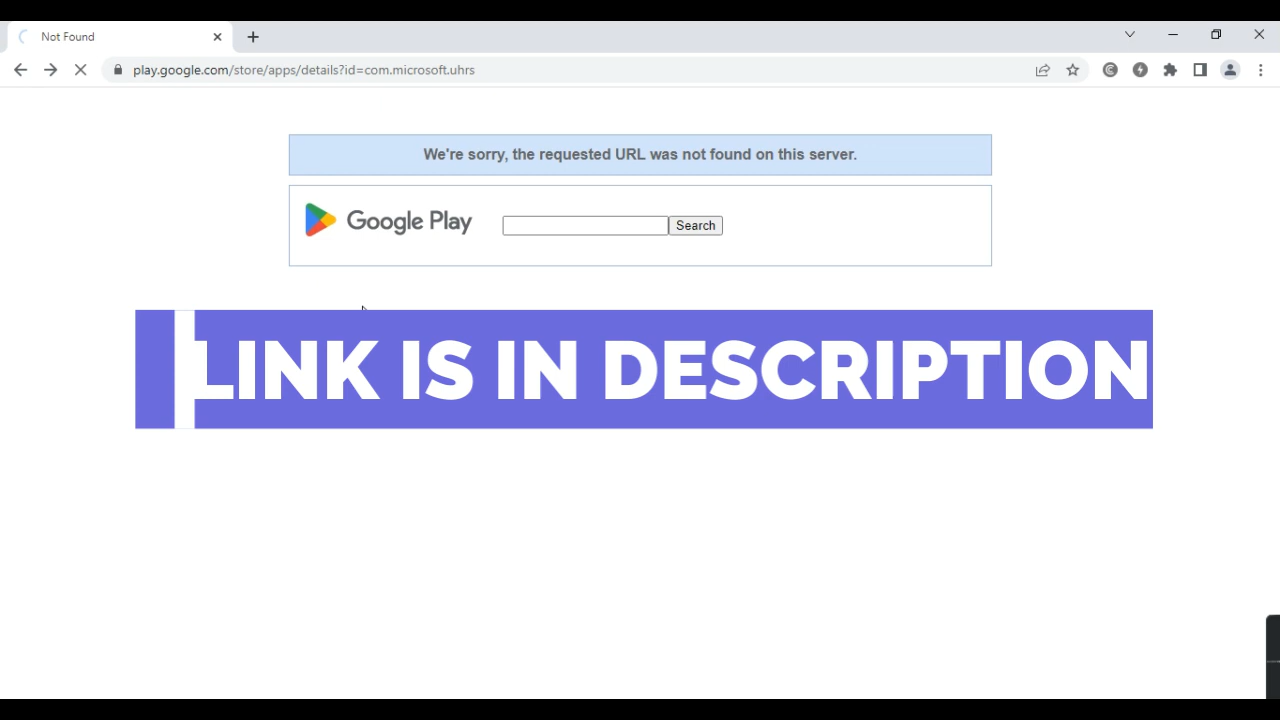 Not Found
play.google.com/store/apps/details?id=com.microsoft.uhrs
We're sorry, the requested URL was not found on this server.
Google Play
Search
LINK IS IN DESCRIPTION